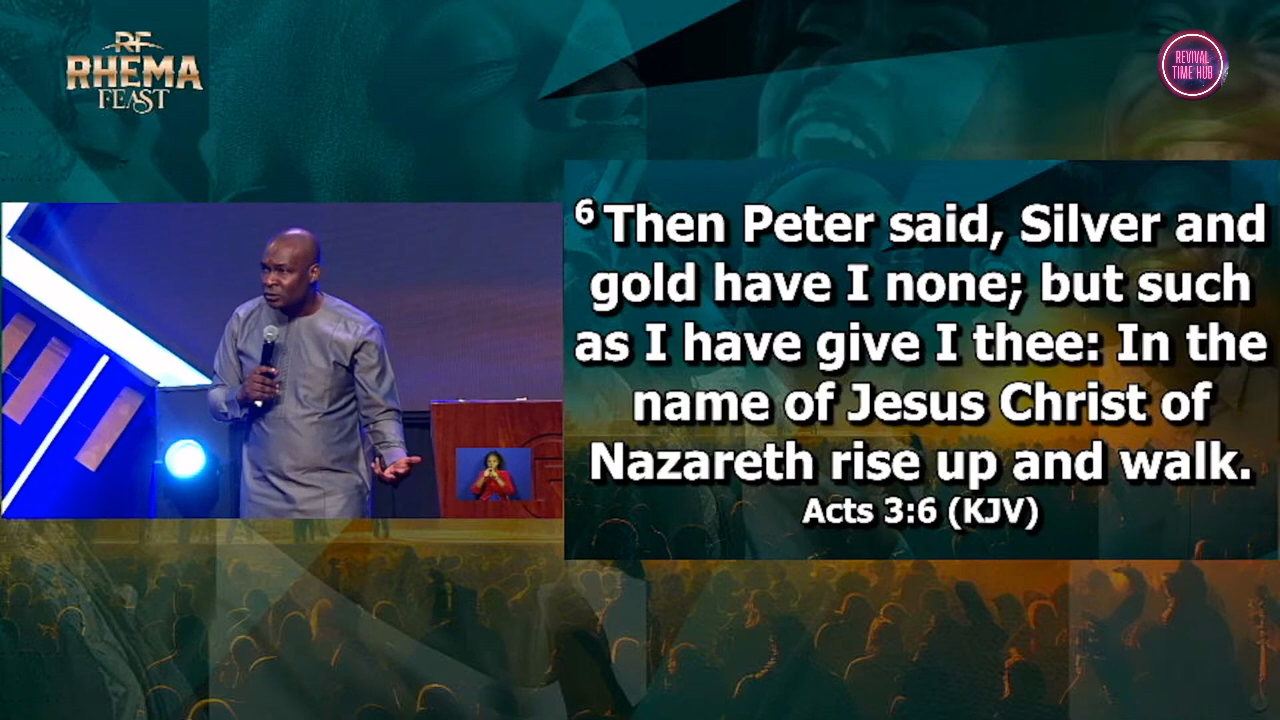 RF
RHEMA
FEAST
REVIVAL
TIME HUB
6 Then Peter said, Silver and
gold have I none; but such
as I have give I thee: In the
name of Jesus Christ of
Nazareth rise up and walk.
Acts 3:6 (KJV)